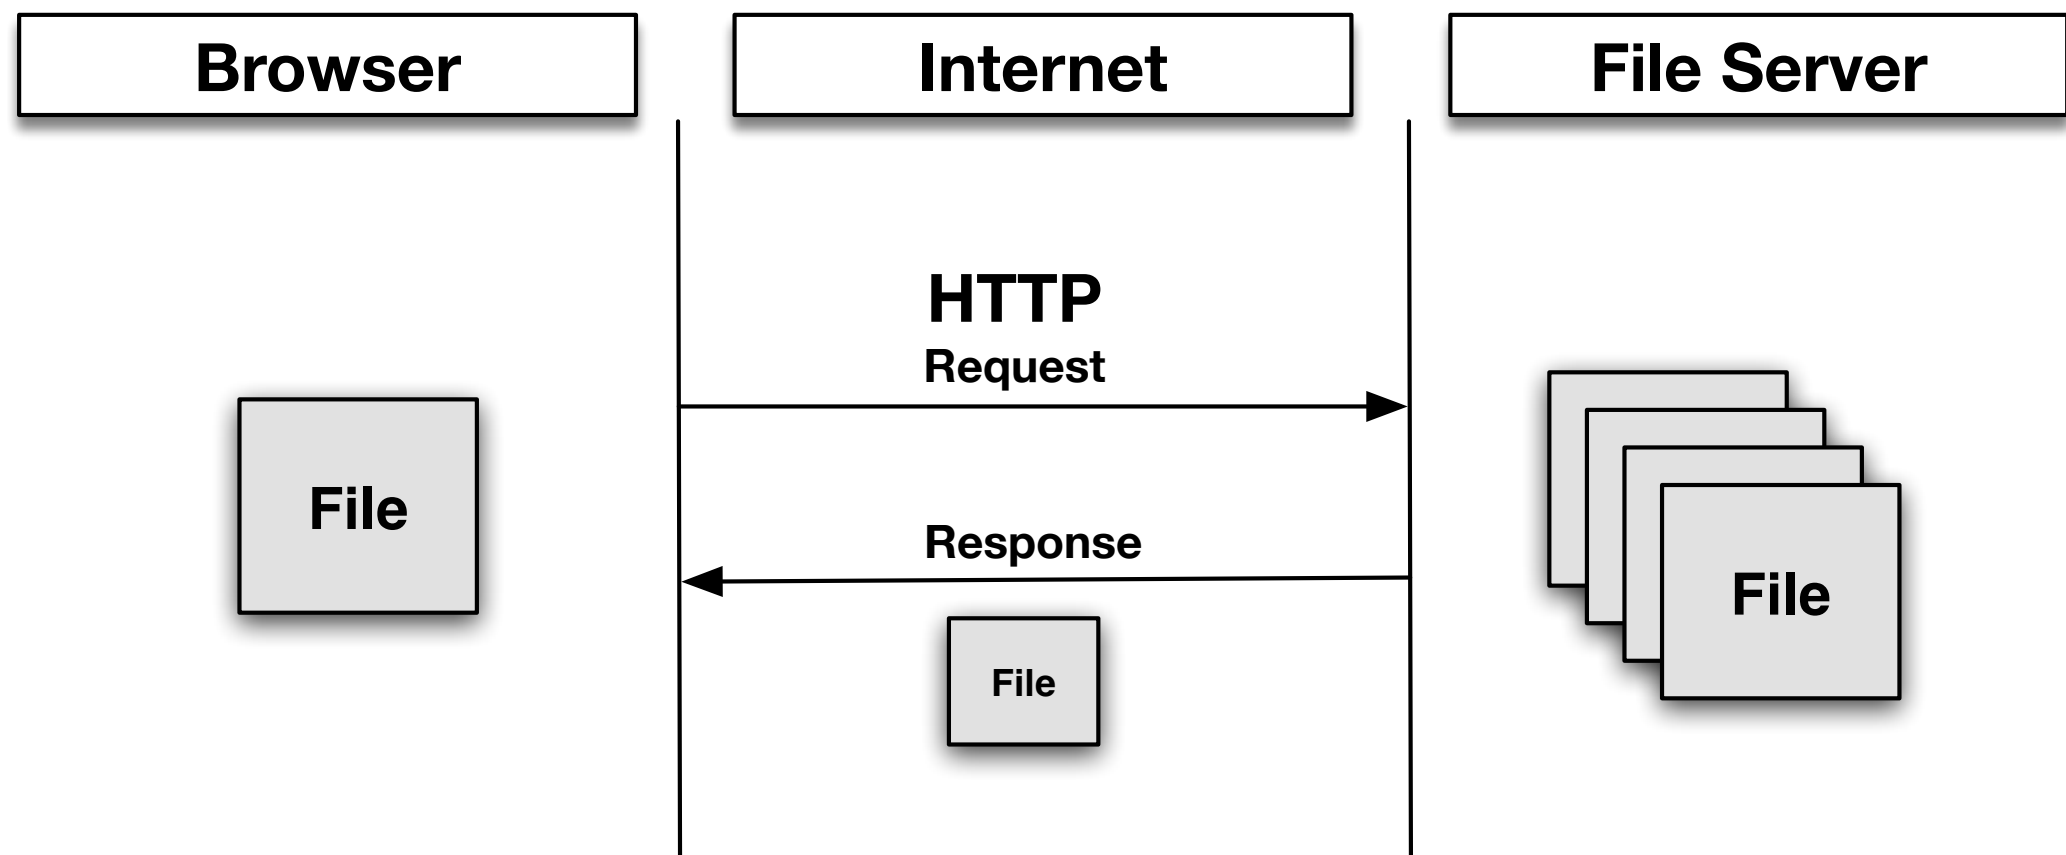 Browser
Internet
File Server
HTTP
Request
File
Response
File
File